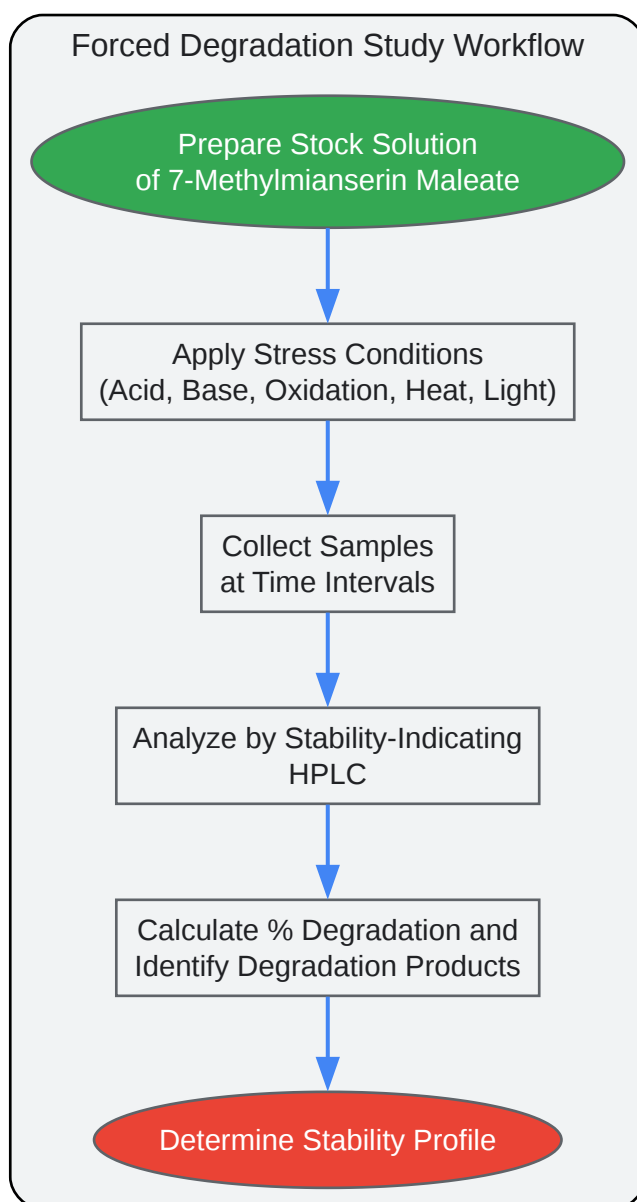 Forced Degradation Study Workflow
Prepare Stock Solution
of 7-Methylmianserin Maleate
Apply Stress Conditions
(Acid, Base, Oxidation, Heat, Light)
Collect Samples
at Time Intervals
Analyze by Stability-Indicating
HPLC
Calculate % Degradation and
Identify Degradation Products
Determine Stability Profile